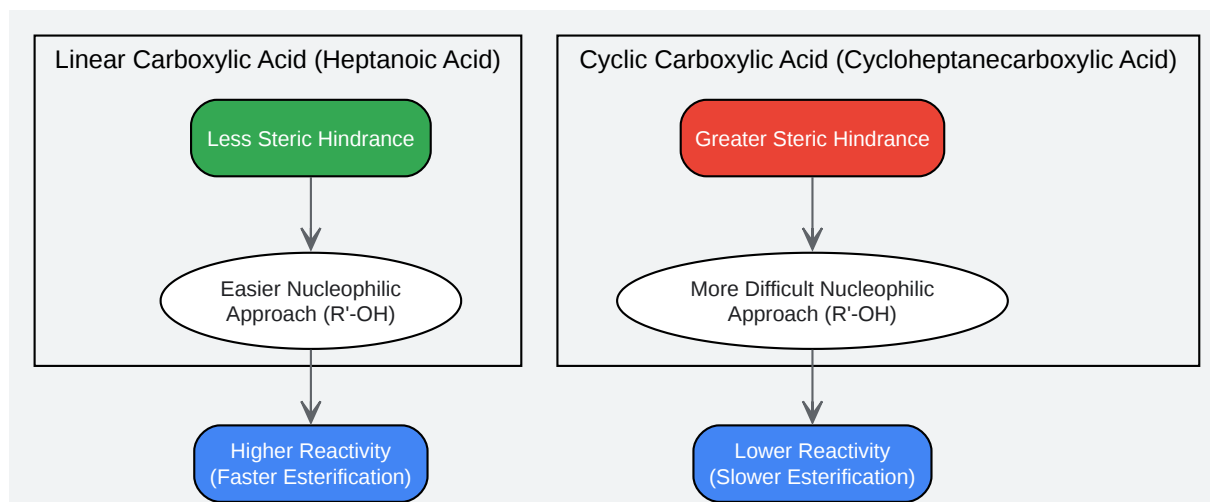 Linear Carboxylic Acid (Heptanoic Acid)
Less Steric Hindrance
Easier Nucleophilic
Approach (R'-OH)
Higher Reactivity
(Faster Esterification)
Cyclic Carboxylic Acid (Cycloheptanecarboxylic Acid)
Greater Steric Hindrance
More Difficult Nucleophilic
Approach (R'-OH)
Lower Reactivity
(Slower Esterification)